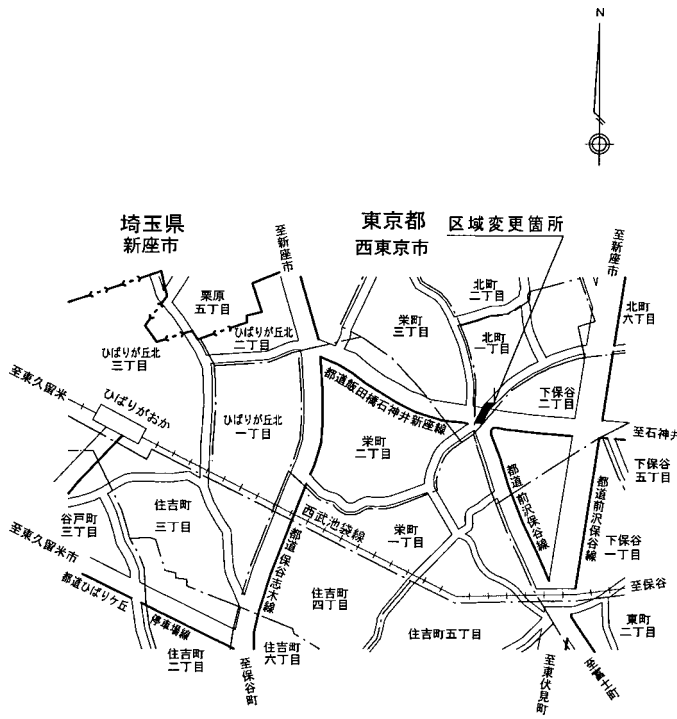 N
埼玉県
新座市
東京都
西東京市
区域変更箇所
至新座市
至新座市
栗原
五丁目
ひばりが丘北
二丁目
ひばりが丘北
三丁目
栄町
三丁目
北町
二丁目
北町
一丁目
北町
六丁目
至東久留米
ひばりがおか
ひばりが丘北
一丁目
都道飯田橋石神井新座線
下保谷
二丁目
至石神井
栄町
二丁目
下保谷
五丁目
都道前沢保谷線
都道前沢保谷線
谷戸町
三丁目
住吉町
三丁目
西武池袋線
栄町
一丁目
下保谷
一丁目
至東久留米市
都道保谷志木線
至保谷
都道ひばりケ丘
停車場線
住吉町
四丁目
住吉町五丁目
東町
二丁目
住吉町
二丁目
住吉町
六丁目
至保谷町
至東伏見町
至富士町